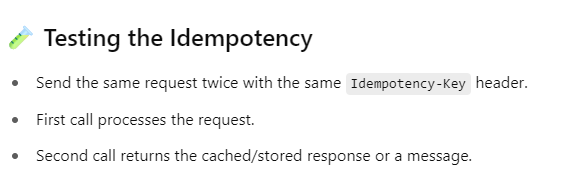 🧪 Testing the Idempotency
• Send the same request twice with the same Idempotency-Key header.
• First call processes the request.
• Second call returns the cached/stored response or a message.